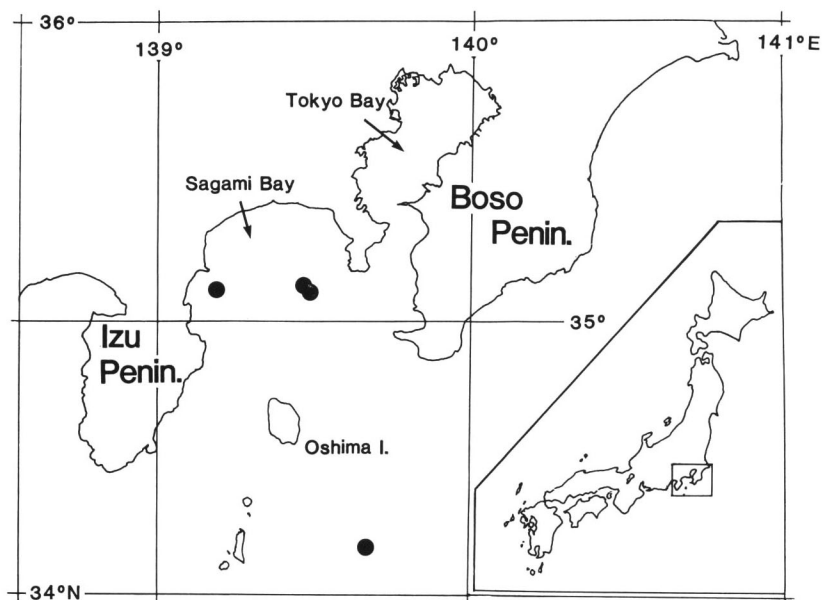 36°
139°
140°
141°E
Tokyo Bay
Sagami Bay
Boso
Penin.
35°
Izu
Penin.
Oshima I.
34°N